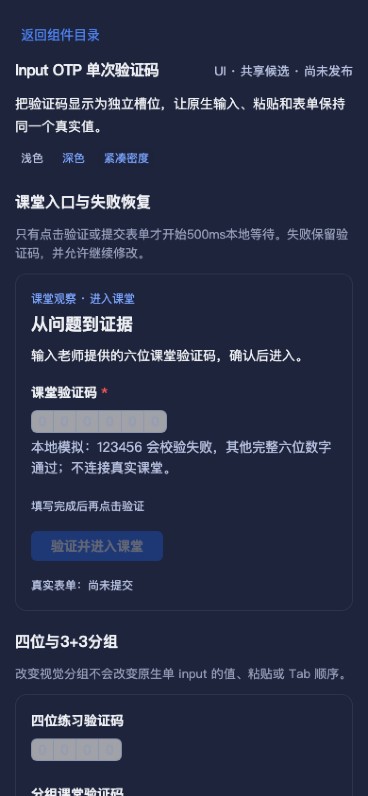 返回组件目录
Input OTP 单次验证码
UI · 共享候选 · 尚未发布
把验证码显示为独立槽位，让原生输入、粘贴和表单保持
同一个真实值。
浅色 深色 紧凑密度
课堂入口与失败恢复
只有点击验证或提交表单才开始500ms本地等待。失败保留验
证码，并允许继续修改。
课堂观察 · 进入课堂
从问题到证据
输入老师提供的六位课堂验证码，确认后进入。
课堂验证码 *
本地模拟：123456 会校验失败，其他完整六位数字
通过；不连接真实课堂。
填写完成后再点击验证
验证并进入课堂
真实表单：尚未提交
四位与3+3分组
改变视觉分组不会改变原生单 input 的值、粘贴或 Tab 顺序。
四位练习验证码
分组课堂验证码